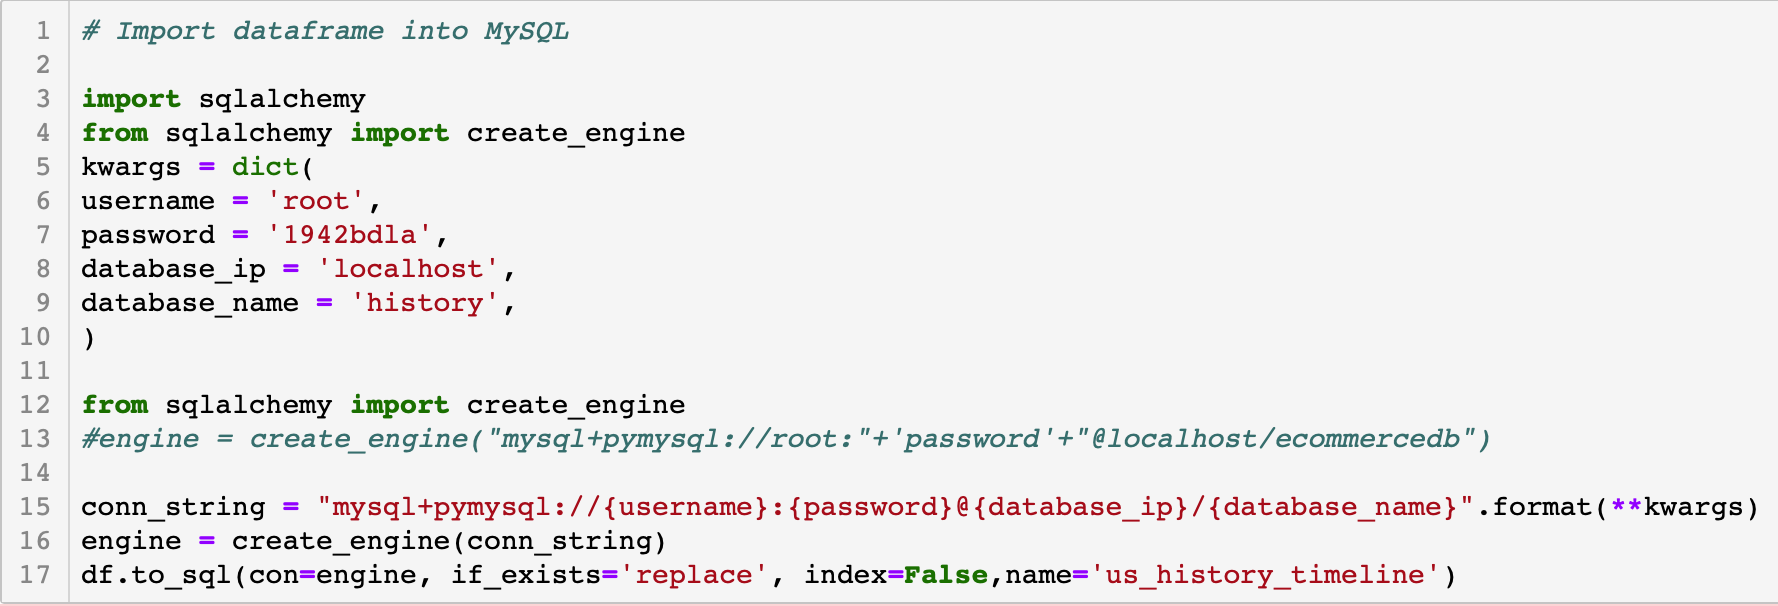 1 # Import dataframe into MySQL
2
3 import sqlalchemy
4 from sqlalchemy import create_engine
5 kwargs = dict(
6 username = 'root',
7 password = '1942bdla',
8 database_ip = 'localhost',
9 database_name = 'history',
10 )
11
12 from sqlalchemy import create_engine
13 #engine = create_engine("mysql+pymysql://root:"+'password'+"@localhost/ecommercedb")
14
15 conn_string = "mysql+pymysql://{username}:{password}@{database_ip}/{database_name}".format(**kwargs)
16 engine = create_engine(conn_string)
17 df.to_sql(con=engine, if_exists='replace', index=False,name='us_history_timeline')